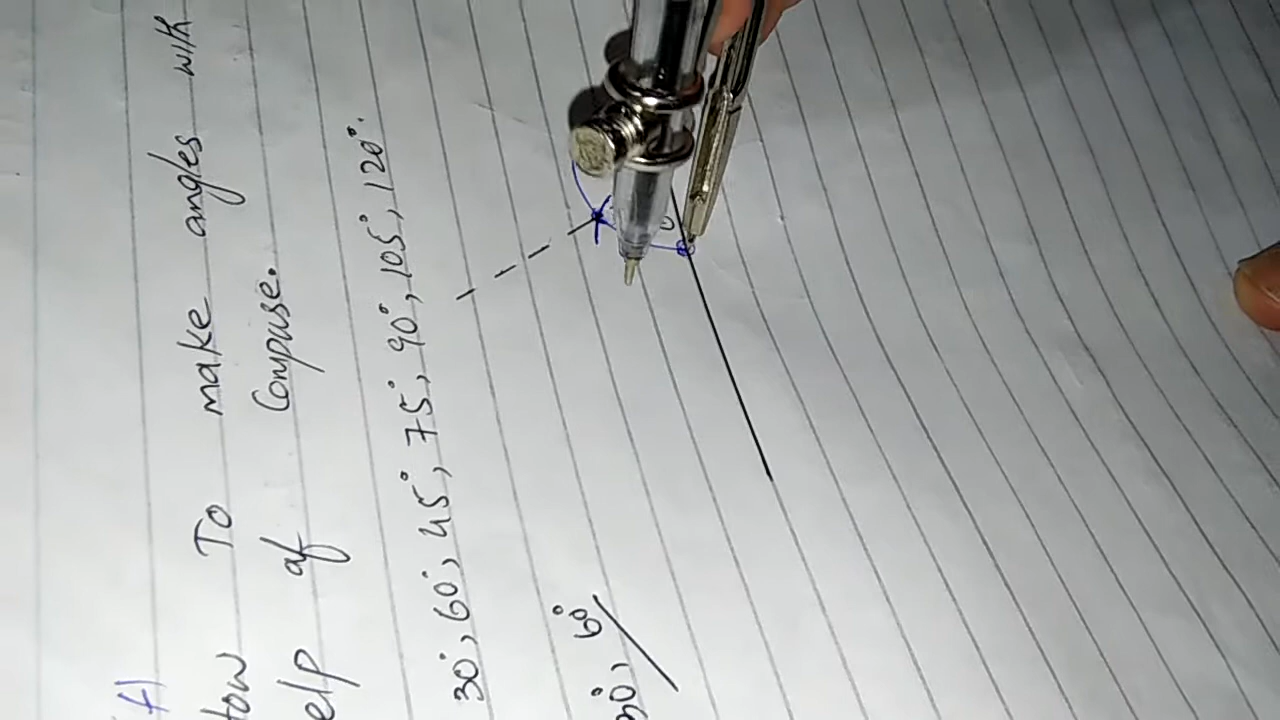 How To make angles with
help of Compuse.
30°, 60°, 45°, 75°, 90°, 105°, 120°.
30°, 60°